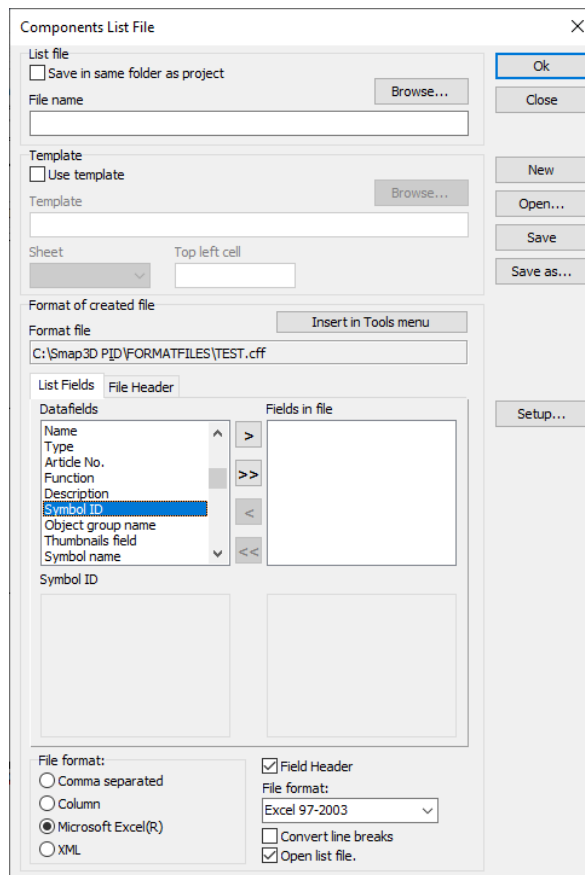 Components List File
List file
Save in same folder as project
Browse...
File name
Ok
Close
Template
Use template
Browse...
Template
Sheet
Top left cell
New
Open...
Save
Save as...
Format of created file
Insert in Tools menu
Format file
C:\Smap3D PID\FORMATFILES\TEST.cff
List Fields File Header
Datafields
Fields in file
Setup...
Name
Type
Article No.
Function
Description
Symbol ID
Object group name
Thumbnails field
Symbol name
>
>>
<
<<
Symbol ID
File format:
Comma separated
Column
Microsoft Excel(R)
XML
Field Header
File format:
Excel 97-2003
Convert line breaks
Open list file.